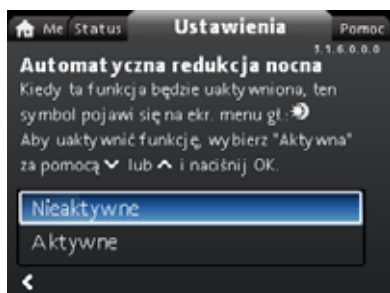 Me Status Ustawienia Pomoc
3.1.6.0.0.0
Automatyczna redukcja nocna
Kiedy ta funkcja będzie uaktywniona, ten
symbol pojawi się na ekr. menu gł.:
Aby uaktywnić funkcję, wybierz "Aktywna"
za pomocą lub i naciśnij OK.
Nieaktywne
Aktywne